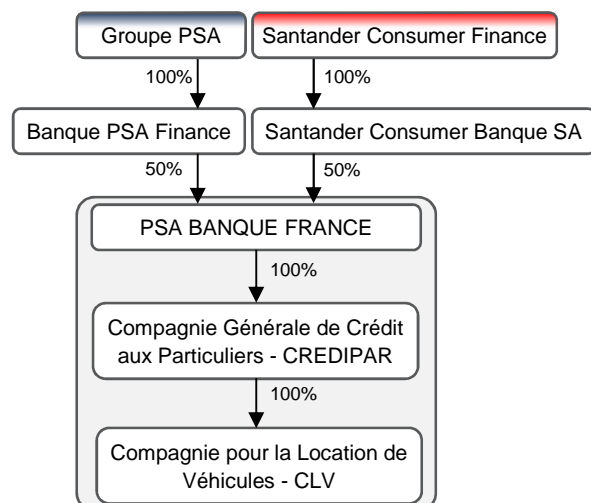 Groupe PSA
Santander Consumer Finance
100%
100%
Banque PSA Finance
Santander Consumer Banque SA
50%
50%
PSA BANQUE FRANCE
100%
Compagnie Générale de Crédit
aux Particuliers - CREDIPAR
100%
Compagnie pour la Location de
Véhicules - CLV